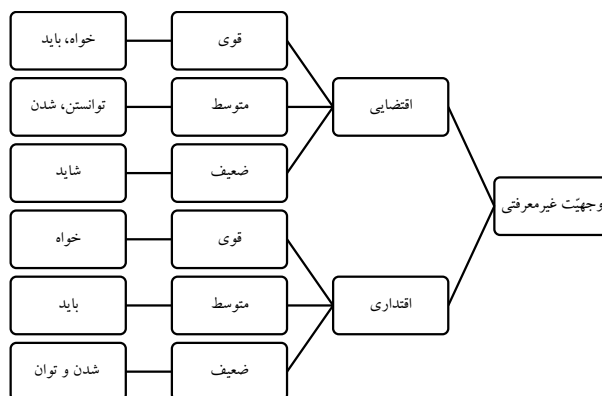 وجهیّت غیرمعرفتی
اقتضایی
قوی
خواه، باید
متوسط
توانستن، شدن
ضعیف
شاید
اقتداری
قوی
خواه
متوسط
باید
ضعیف
شدن و توان